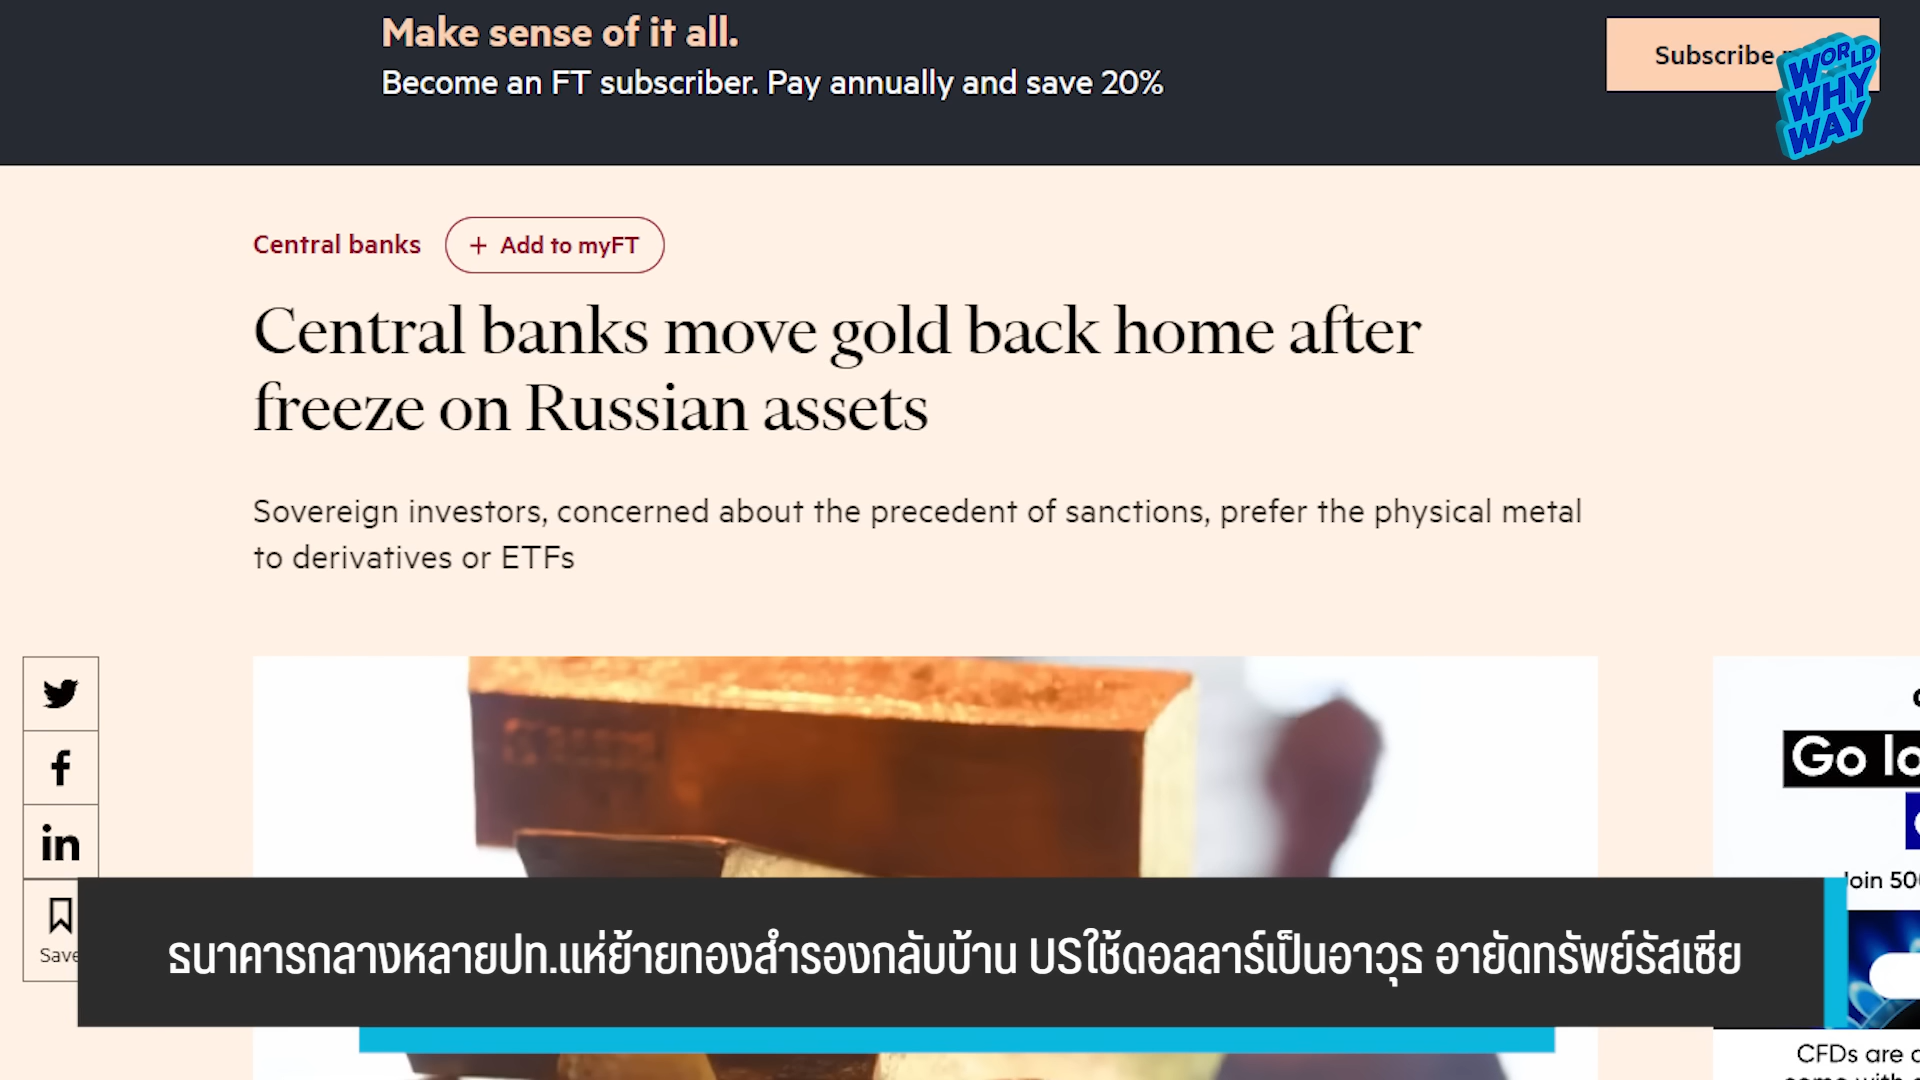 Make sense of it all.
Become an FT subscriber. Pay annually and save 20%
Subscribe
WORLD
WHY
WAY
Central banks
+ Add to myFT
Central banks move gold back home after
freeze on Russian assets
Sovereign investors, concerned about the precedent of sanctions, prefer the physical metal
to derivatives or ETFs
in
Save
Go
Join
ธนาคารกลางหลายปท.แห่ย้ายทองสำรองกลับบ้าน USใช้ดอลลาร์เป็นอาวุธ อายัดทรัพย์รัสเซีย
CFDs are